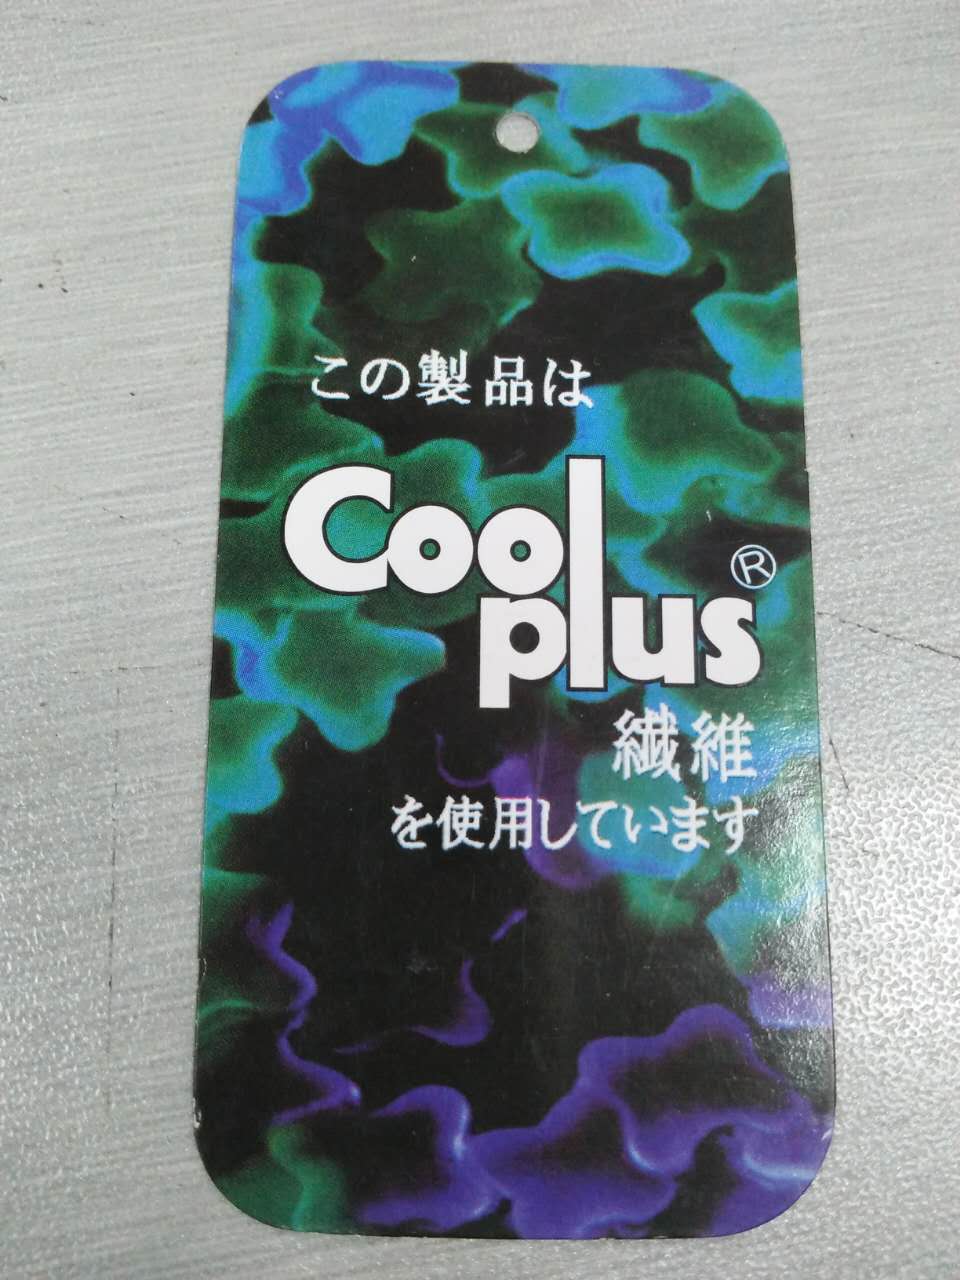 この製品は
Cool
plus®
繊維
を使用しています